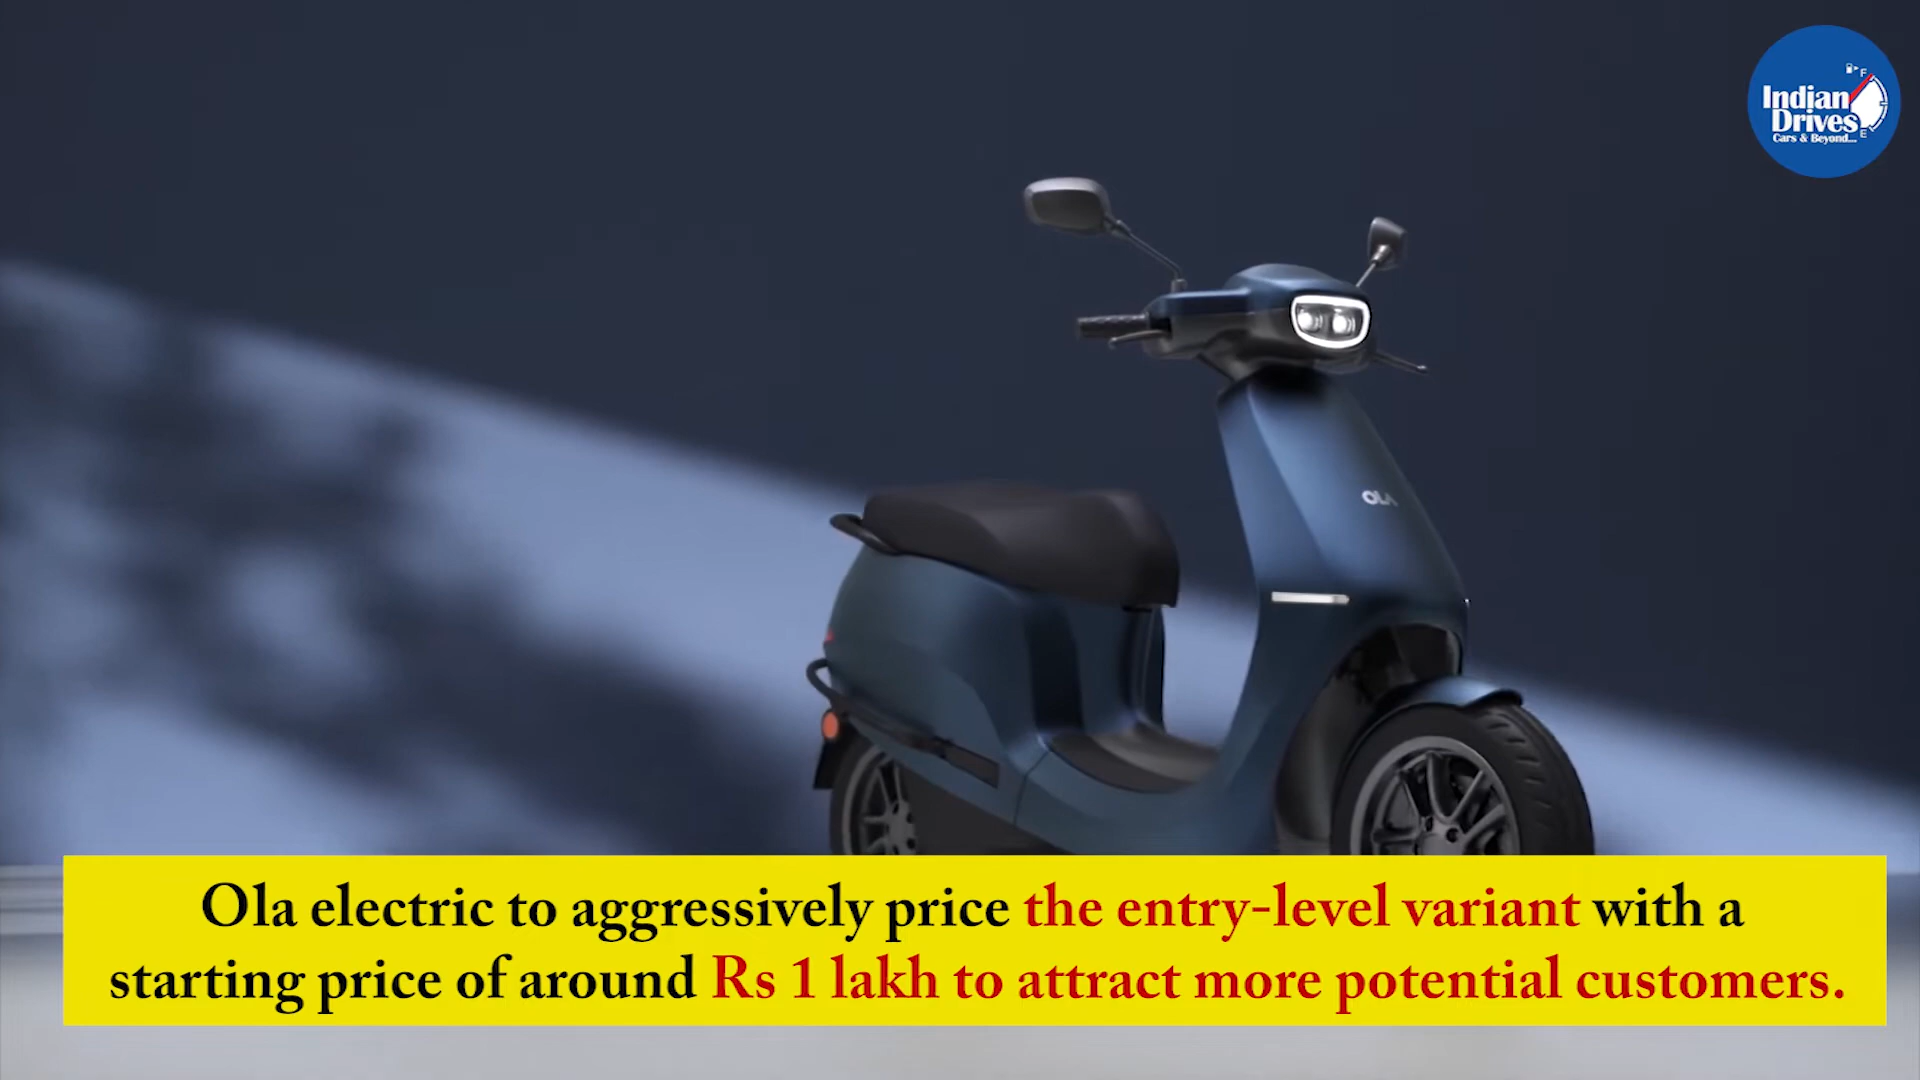 Indian
Drives
Cars & Beyond...
F
E
OLA
Ola electric to aggressively price the entry-level variant with a
starting price of around Rs 1 lakh to attract more potential customers.